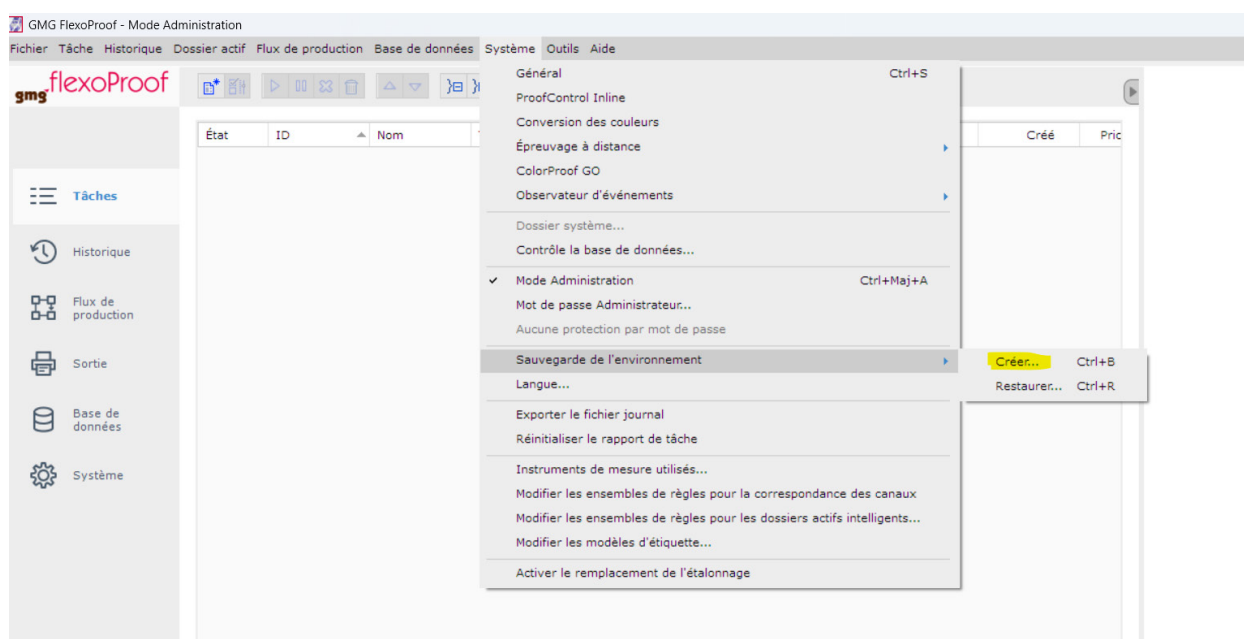 GMG FlexoProof - Mode Administration
Fichier Tâche Historique Dossier actif Flux de production Base de données Système Outils Aide
gmg flexoProof
État ID Nom Créé
Tâches
Historique
Flux de
production
Sortie
Base de
données
Système
Général Ctrl+S
ProofControl Inline
Conversion des couleurs
Épreuvage à distance
ColorProof GO
Observateur d'événements
Dossier système...
Contrôle la base de données...
Mode Administration Ctrl+Maj+A
Mot de passe Administrateur...
Aucune protection par mot de passe
Sauvegarde de l'environnement
Langue...
Exporter le fichier journal
Réinitialiser le rapport de tâche
Instruments de mesure utilisés...
Modifier les ensembles de règles pour la correspondance des canaux
Modifier les ensembles de règles pour les dossiers actifs intelligents...
Modifier les modèles d'étiquette...
Activer le remplacement de l'étalonnage
Créer... Ctrl+B
Restaurer... Ctrl+R